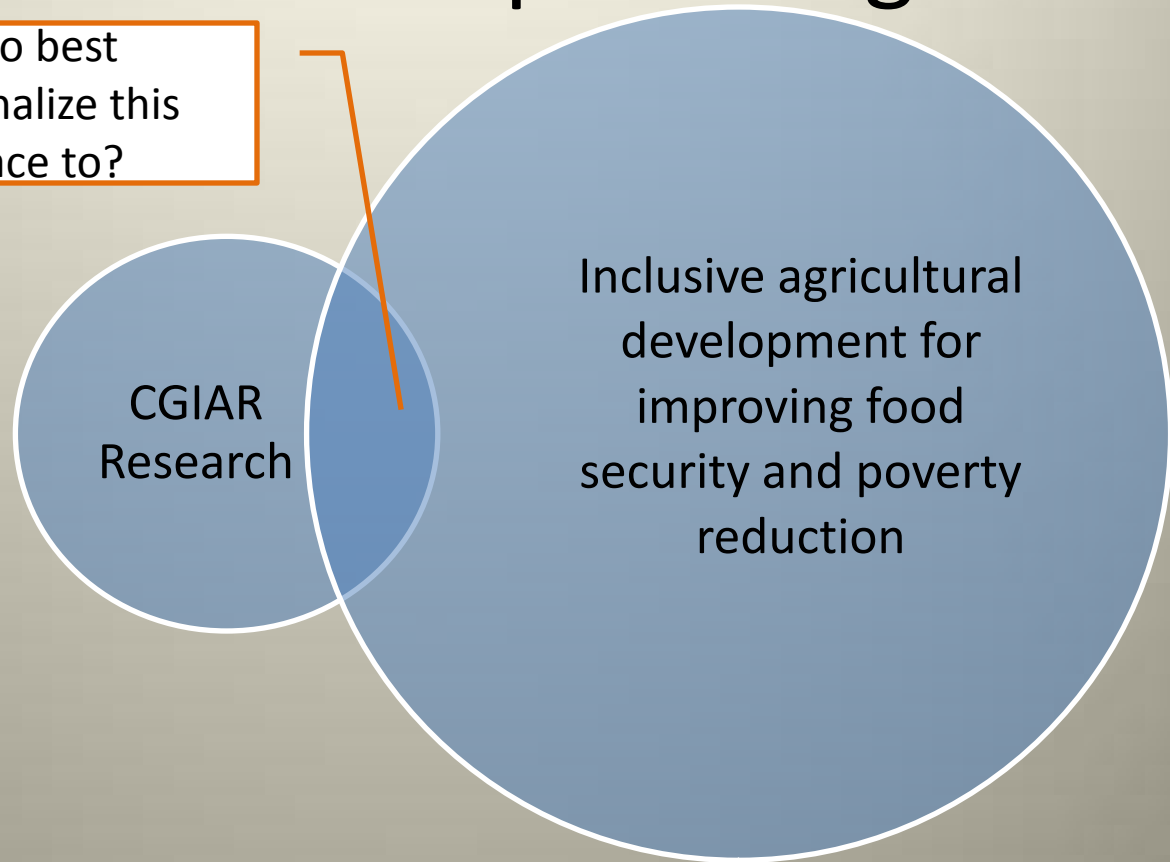 o best
nalize this
nce to?
CGIAR
Research
Inclusive agricultural
development for
improving food
security and poverty
reduction